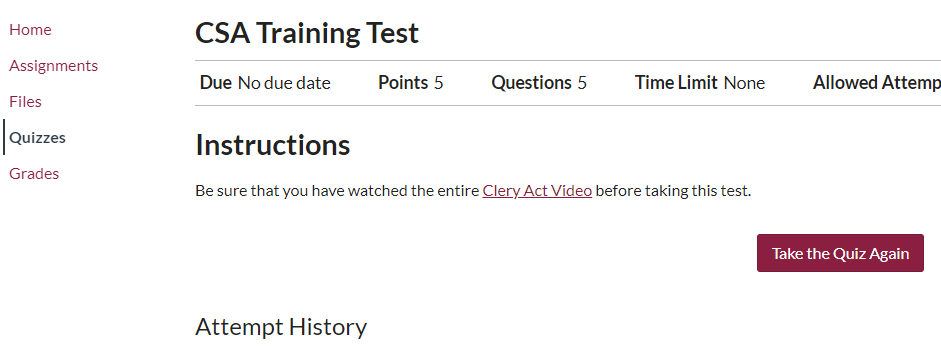 Home
Assignments
Files
Quizzes
Grades
CSA Training Test
Due No due date Points 5 Questions 5 Time Limit None Allowed Attemp
Instructions
Be sure that you have watched the entire Clery Act Video before taking this test.
Take the Quiz Again
Attempt History